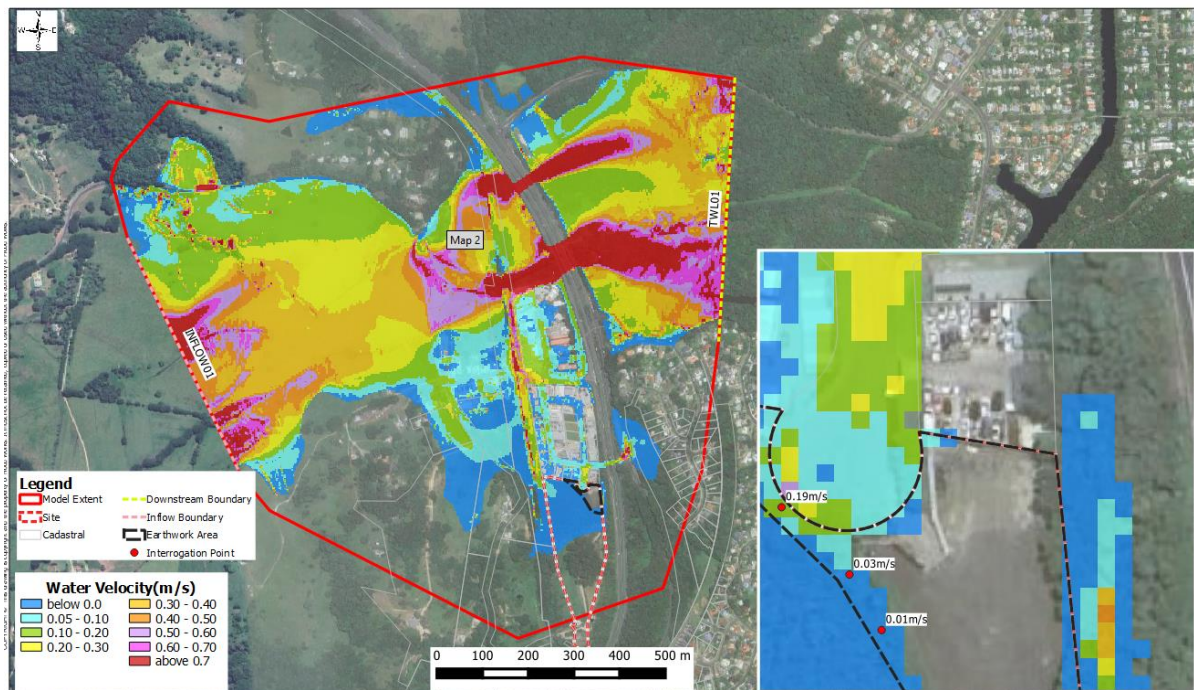 N
W E
S
Map 2
TWL01
INFLOW01
Legend
Model Extent
Downstream Boundary
Site
Inflow Boundary
Cadastral
Earthwork Area
Interrogation Point
0.19m/s
0.03m/s
0.01m/s
Water Velocity(m/s)
below 0.0
0.30 - 0.40
0.05 - 0.10
0.40 - 0.50
0.10 - 0.20
0.50 - 0.60
0.20 - 0.30
0.60 - 0.70
above 0.7
0 100 200 300 400 500 m